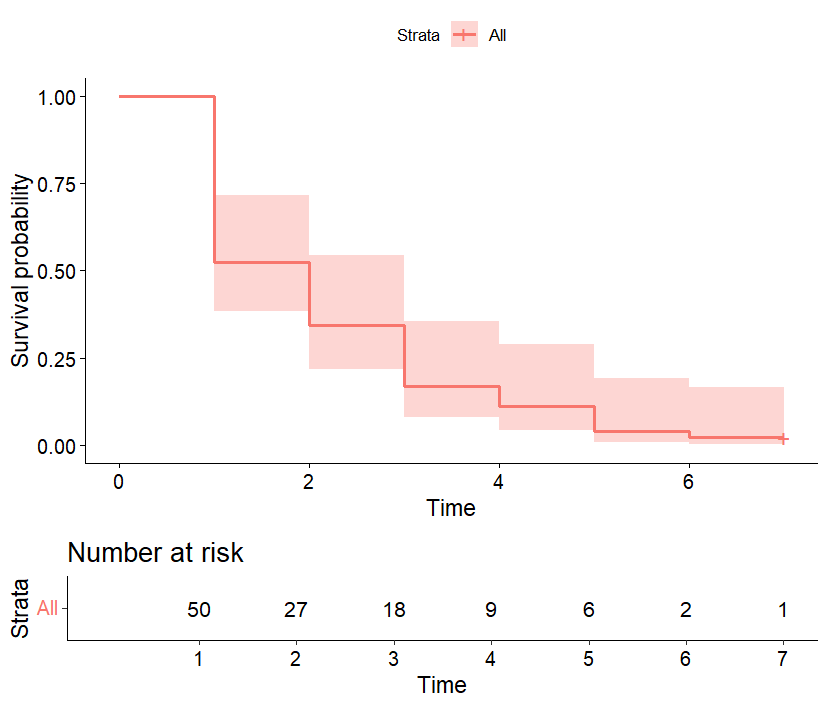 Strata All
1.00
0.75
0.50
0.25
0.00
Survival probability
0 2 4 6
Time
Number at risk
Strata
All 50 27 18 9 6 2 1
1 2 3 4 5 6 7
Time